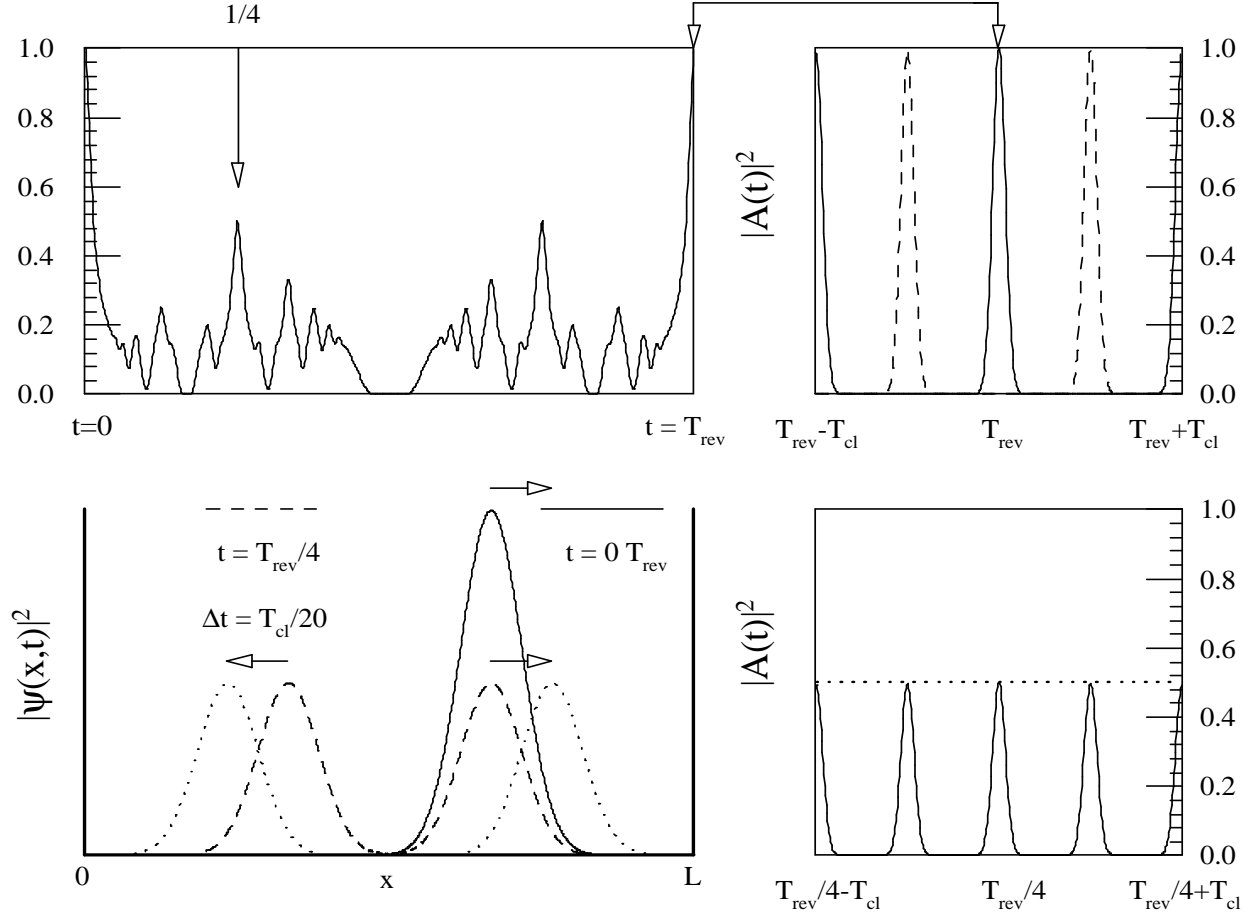 1/4
1.0
0.8
0.6
0.4
0.2
0.0
t=0
t = T_rev
|A(t)|²
1.0
0.8
0.6
0.4
0.2
0.0
T_rev-T_cl
T_rev
T_rev+T_cl
|ψ(x,t)|²
t = T_rev/4
t = 0 T_rev
Δt = T_cl/20
0
x
L
|A(t)|²
1.0
0.8
0.6
0.4
0.2
0.0
T_rev/4-T_cl
T_rev/4
T_rev/4+T_cl